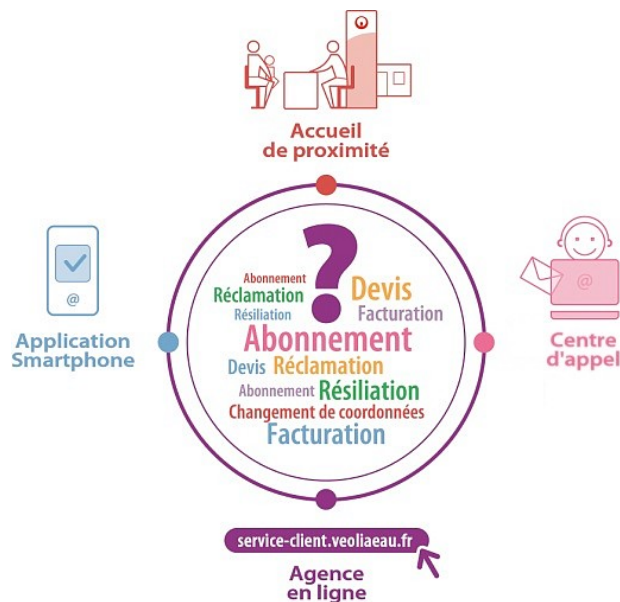 Accueil
de proximité
Application
Smartphone
@
?
Abonnement
Réclamation
Devis
Résiliation
Facturation
Abonnement
Devis Réclamation
Abonnement Résiliation
Changement de coordonnées
Facturation
@
Centre
d'appel
service-client.veoliaeau.fr
Agence
en ligne